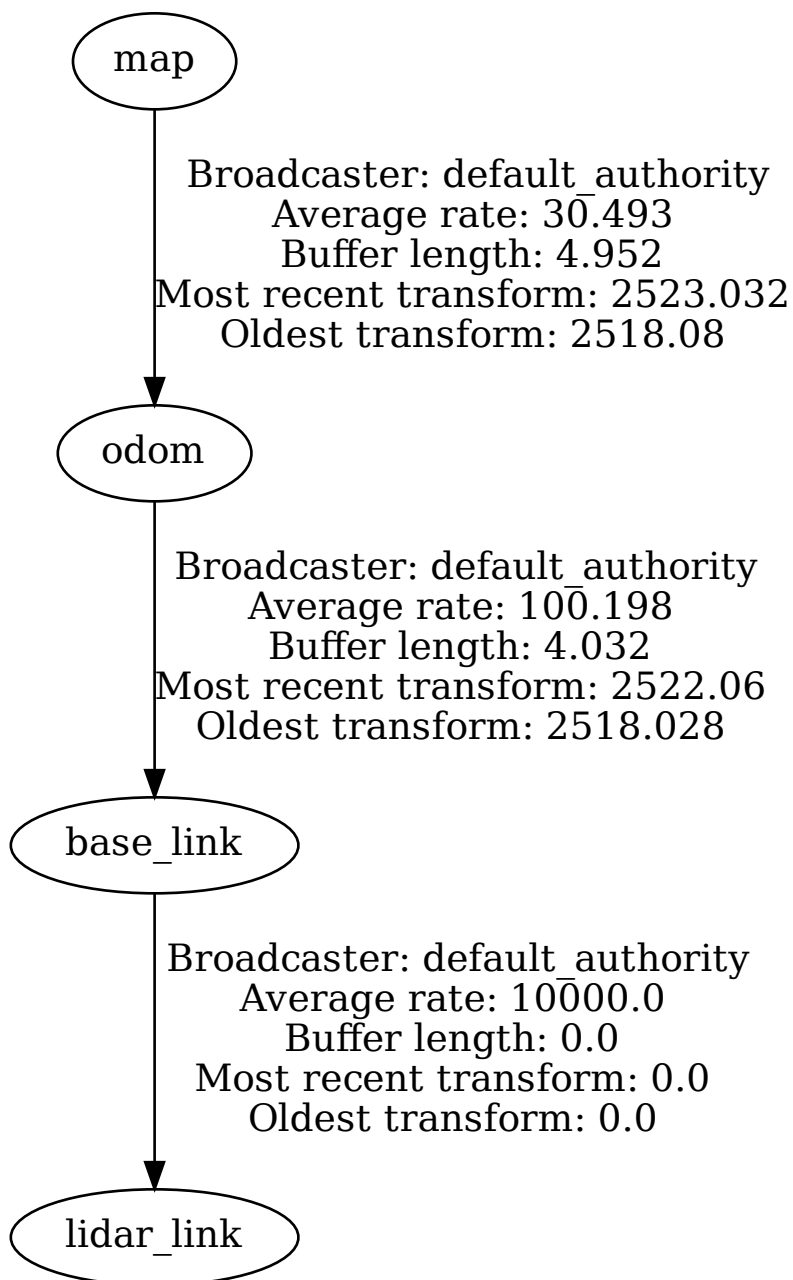 map
Broadcaster: default_authority
Average rate: 30.493
Buffer length: 4.952
Most recent transform: 2523.032
Oldest transform: 2518.08
odom
Broadcaster: default_authority
Average rate: 100.198
Buffer length: 4.032
Most recent transform: 2522.06
Oldest transform: 2518.028
base_link
Broadcaster: default_authority
Average rate: 10000.0
Buffer length: 0.0
Most recent transform: 0.0
Oldest transform: 0.0
lidar_link